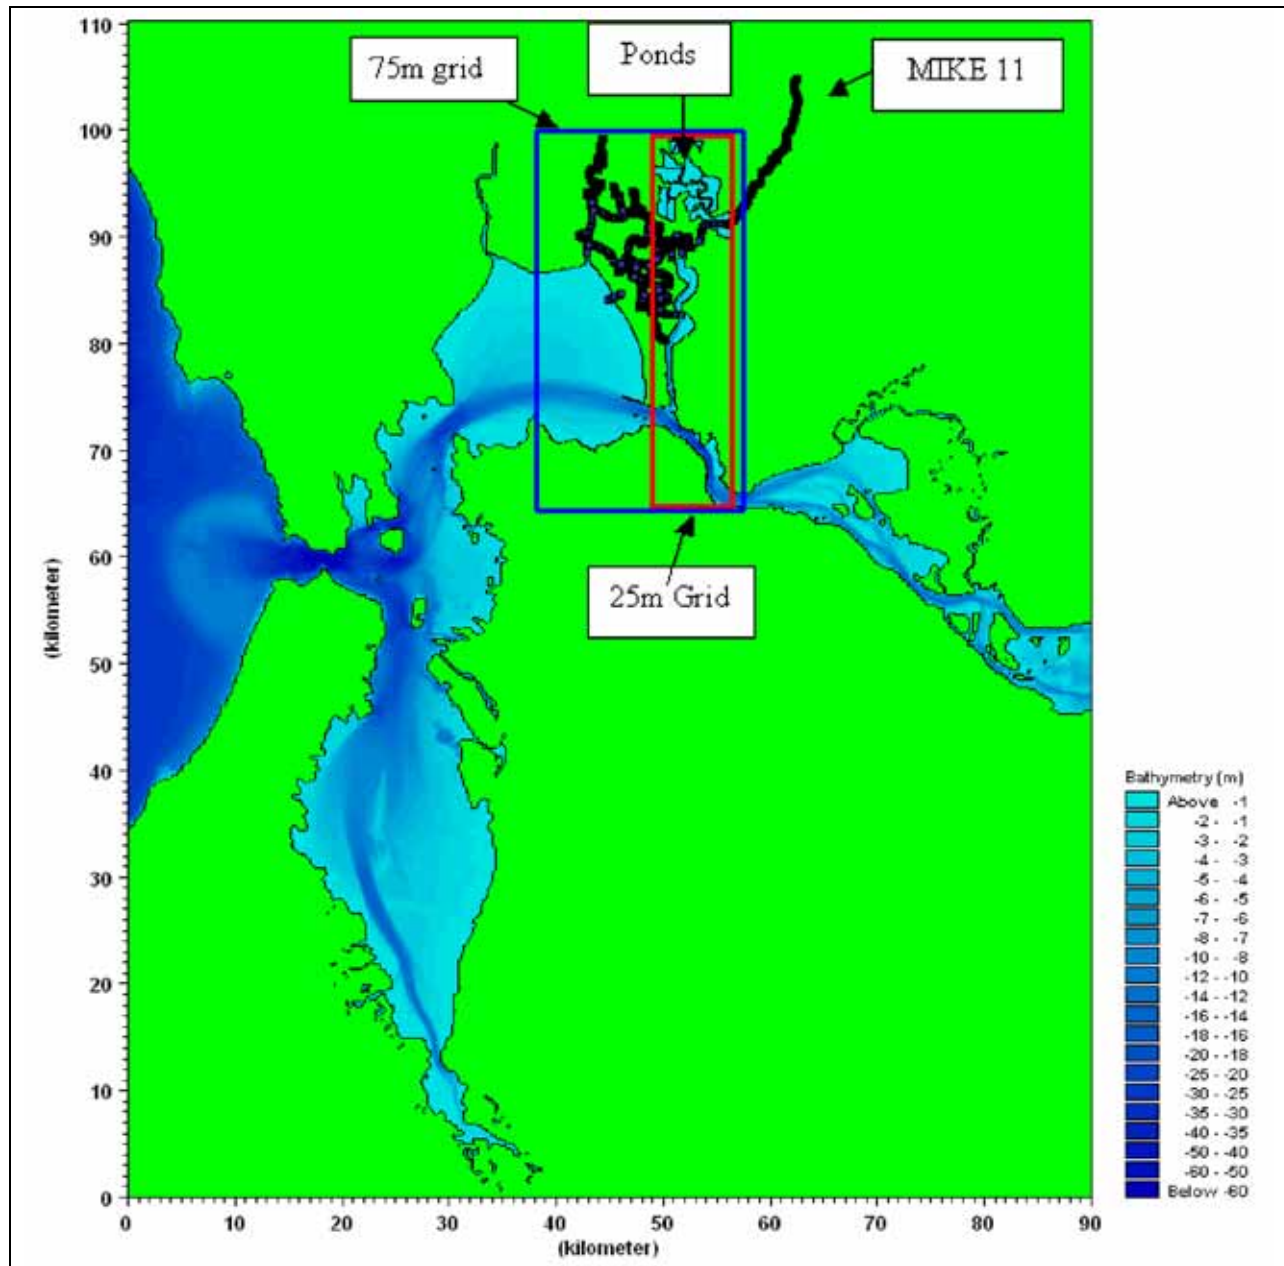 110
100
90
80
70
60
50
40
30
20
10
0
(kilometer)
75m grid
Ponds
MIKE 11
25m Grid
0 10 20 30 40 50 60 70 80 90
(kilometer)
Bathymetry (m)
Above -1
-2 - -1
-3 - -2
-4 - -3
-5 - -4
-6 - -5
-7 - -6
-8 - -7
-10 - -8
-12 - -10
-14 - -12
-16 - -14
-18 - -16
-20 - -18
-25 - -20
-30 - -25
-35 - -30
-40 - -35
-50 - -40
-60 - -50
Below -60